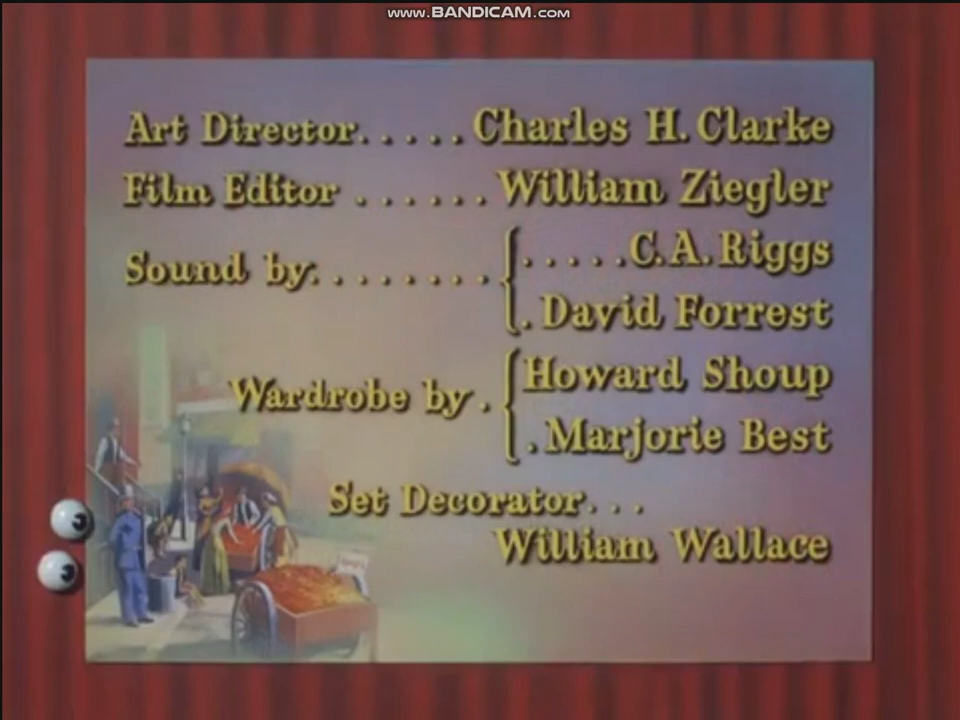 www.BANDICAM.com
Art Director. . . . . Charles H. Clarke
Film Editor . . . . . . William Ziegler
Sound by. . . . . . . . { . . . . . C. A. Riggs
. David Forrest
Wardrobe by . { Howard Shoup
. Marjorie Best
Set Decorator. . .
William Wallace